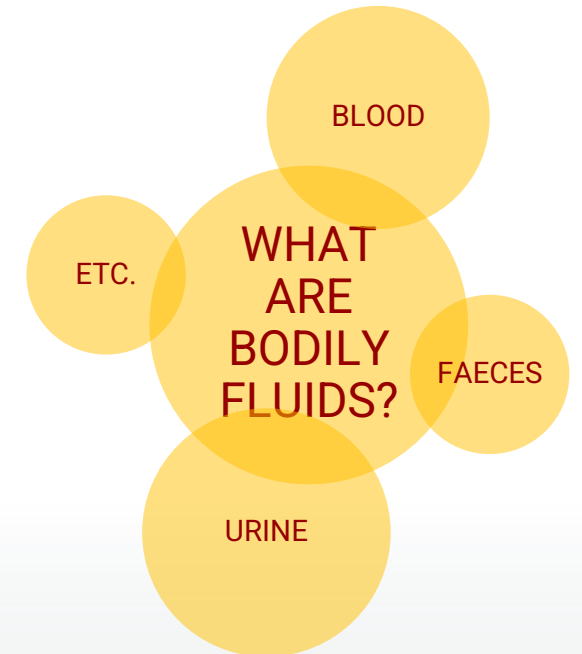 BLOOD
ETC.
WHAT
ARE
BODILY
FLUIDS?
FAECES
URINE